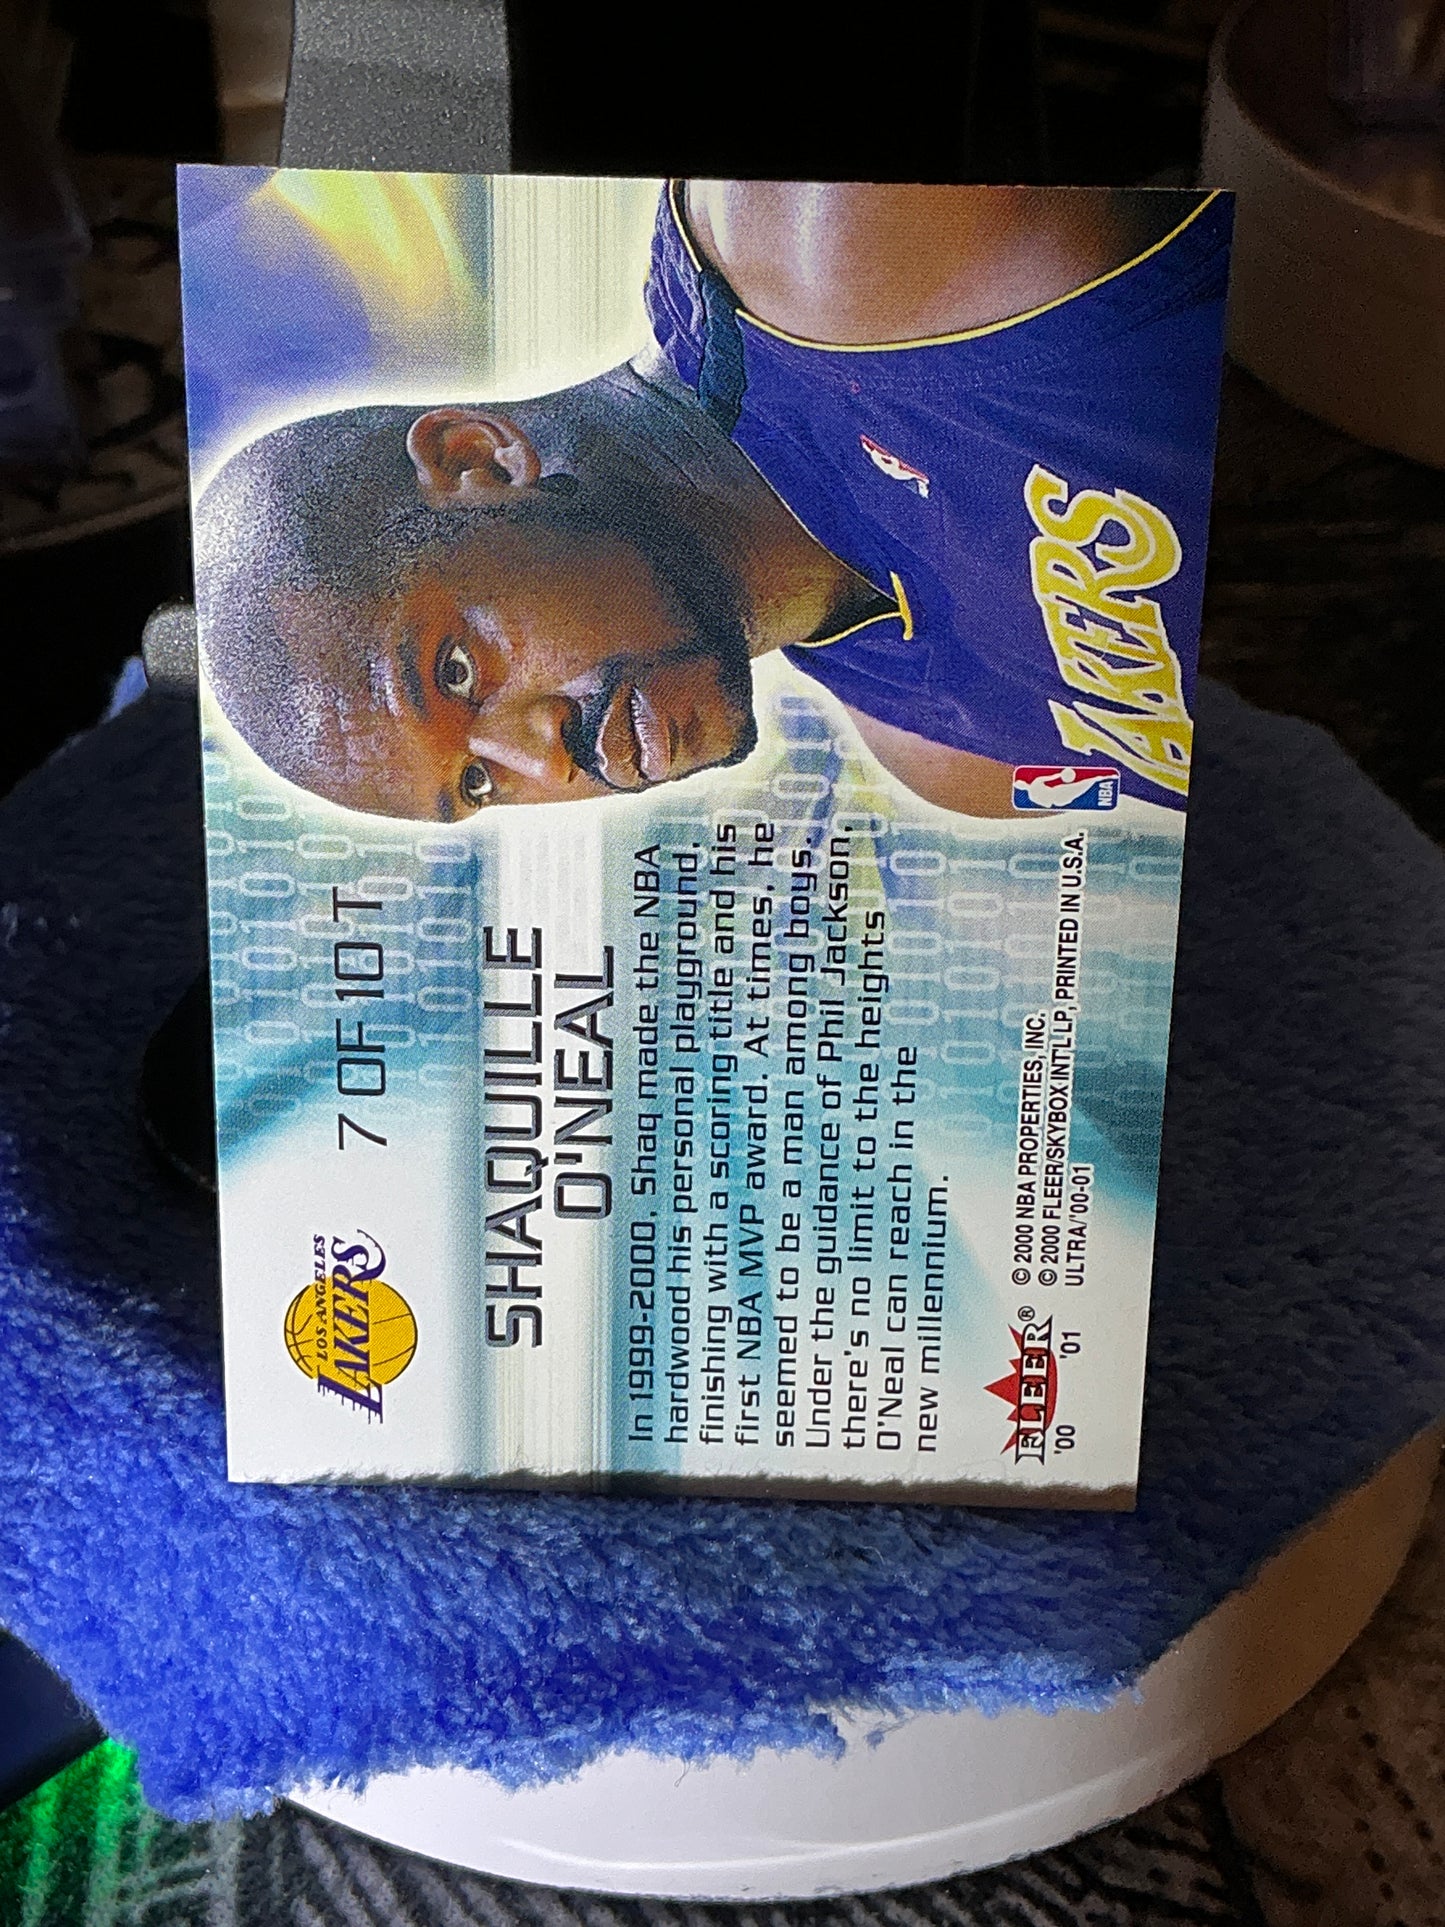 LOS ANGELES
LAKERS
7 OF 10 T
SHAQUILLE
O'NEAL
In 1999-2000, Shaq made the NBA
hardwood his personal playground,
finishing with a scoring title and his
first NBA MVP award. At times, he
seemed to be a man among boys.
Under the guidance of Phil Jackson,
there's no limit to the heights
O'Neal can reach in the
new millennium.
FLEER®
'00 '01
© 2000 NBA PROPERTIES, INC.
© 2000 FLEER/SKYBOX INT'L LP, PRINTED IN U.S.A.
ULTRA/'00-01
NBA
LAKERS